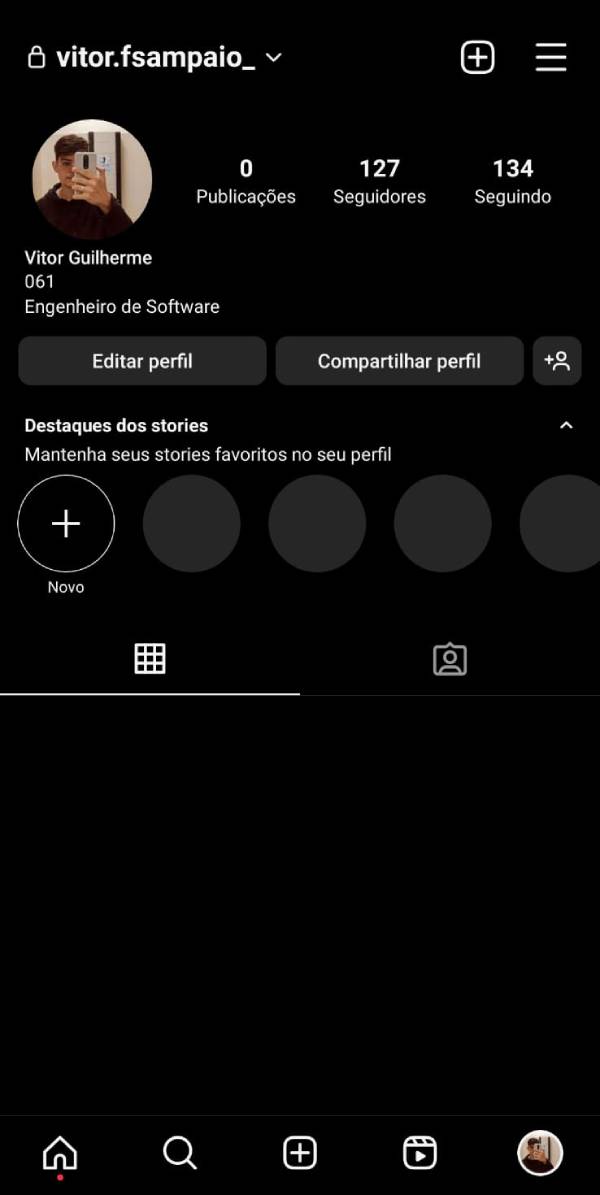 vitor.fsampaio_
0 127 134
Publicações Seguidores Seguindo
Vitor Guilherme
061
Engenheiro de Software
Editar perfil Compartilhar perfil
Destaques dos stories
Mantenha seus stories favoritos no seu perfil
Novo